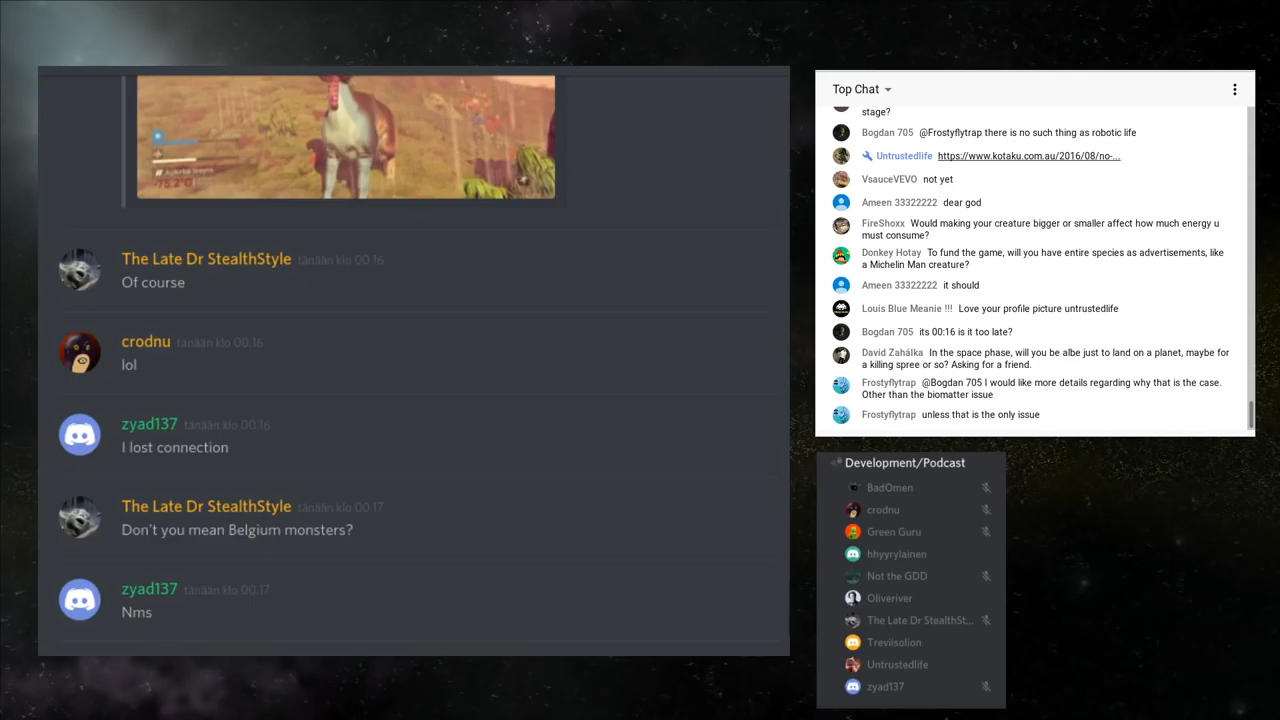 -75.2°C
The Late Dr StealthStyle tänään klo 00.16
Of course
crodnu tänään klo 00.16
lol
zyad137 tänään klo 00.16
I lost connection
The Late Dr StealthStyle tänään klo 00.17
Don't you mean Belgium monsters?
zyad137 tänään klo 00.17
Nms
Top Chat
stage?
Bogdan 705 @Frostyflytrap there is no such thing as robotic life
Untrustedlife https://www.kotaku.com.au/2016/08/no-...
VsauceVEVO not yet
Ameen 33322222 dear god
FireShoxx Would making your creature bigger or smaller affect how much energy u
must consume?
Donkey Hotay To fund the game, will you have entire species as advertisements, like
a Michelin Man creature?
Ameen 33322222 it should
Louis Blue Meanie !!! Love your profile picture untrustedlife
Bogdan 705 its 00:16 is it too late?
David Zahálka In the space phase, will you be albe just to land on a planet, maybe for
a killing spree or so? Asking for a friend.
Frostyflytrap @Bogdan 705 I would like more details regarding why that is the case.
Other than the biomatter issue
Frostyflytrap unless that is the only issue
Development/Podcast
BadOmen
crodnu
Green Guru
hhyyrylainen
Not the GDD
Oliveriver
The Late Dr StealthSt...
Treviisolion
Untrustedlife
zyad137